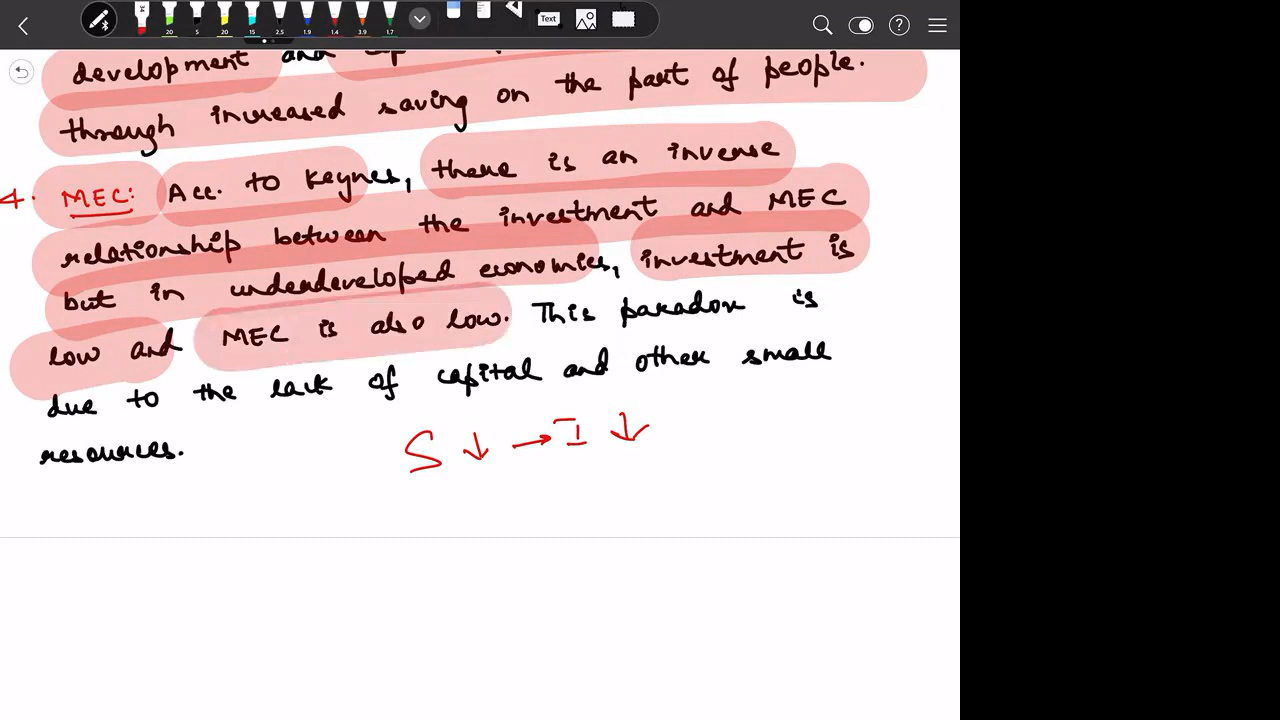 Text
development and
through increased saving on the part of people.
4. MEC: Acc. to Keynes, there is an inverse
relationship between the investment and MEC
but in underdeveloped economies, investment is
low and MEC is also low. This paradox is
due to the lack of capital and other small
resources.
S ↓ → I ↓